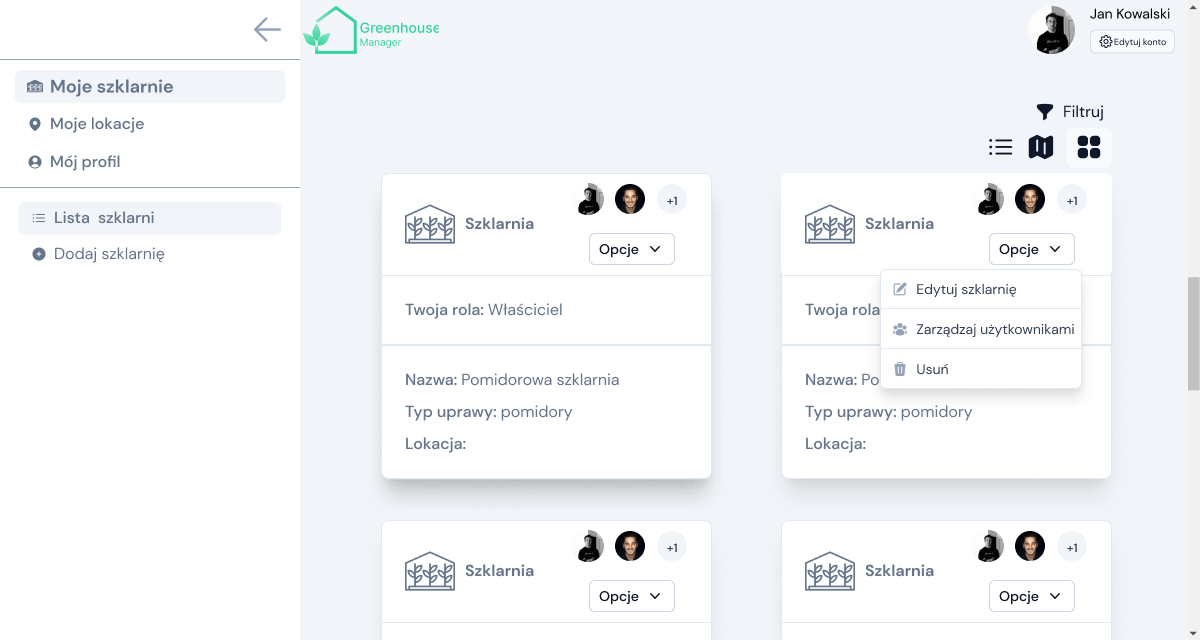 Greenhouse
Manager
Jan Kowalski
Edytuj konto
Moje szklarnie
Moje lokacje
Mój profil
Lista szklarni
Dodaj szklarnię
Filtruj
+1
Szklarnia
Opcje
Twoja rola: Właściciel
Nazwa: Pomidorowa szklarnia
Typ uprawy: pomidory
Lokacja:
+1
Szklarnia
Opcje
Edytuj szklarnię
Zarządzaj użytkownikami
Usuń
Twoja rola
Nazwa: Po
Typ uprawy: pomidory
Lokacja:
+1
Szklarnia
Opcje
+1
Szklarnia
Opcje